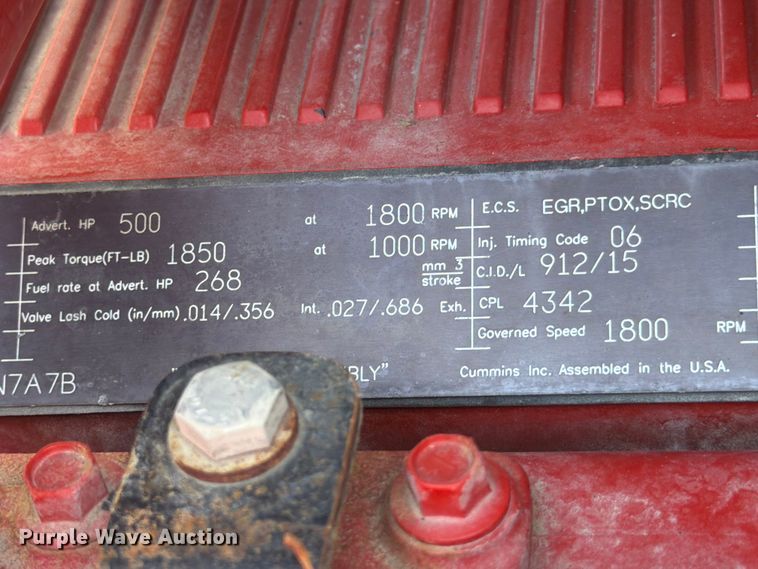 Advert. HP 500 at 1800 RPM
Peak Torque(FT-LB) 1850 at 1000 RPM
Fuel rate at Advert. HP 268 mm 3 stroke
Valve Lash Cold (in/mm) .014/.356 Int. .027/.686 Exh.
E.C.S. EGR,PTOX,SCRC
Inj. Timing Code 06
C.I.D./L 912/15
CPL 4342
Governed Speed 1800 RPM
N7A7B
BLY"
Cummins Inc. Assembled in the U.S.A.
Purple Wave Auction